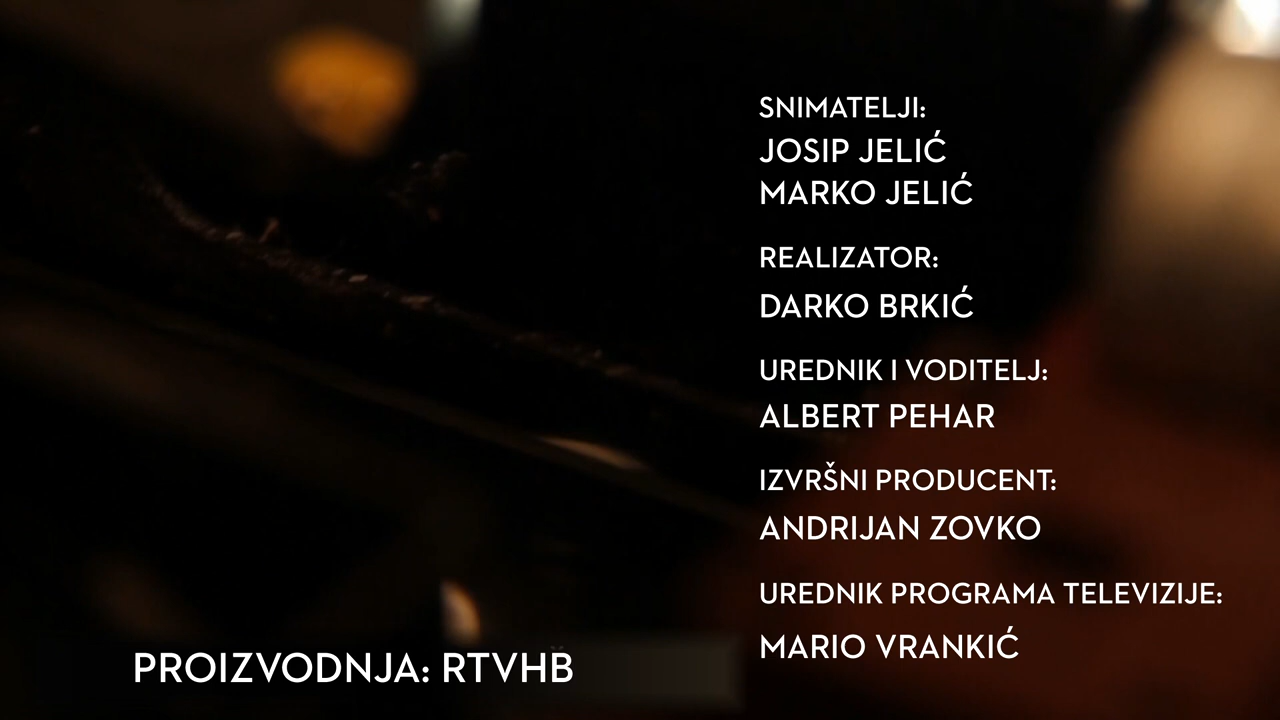 SNIMATELJI:
JOSIP JELIĆ
MARKO JELIĆ
REALIZATOR:
DARKO BRKIĆ
UREDNIK I VODITELJ:
ALBERT PEHAR
IZVRŠNI PRODUCENT:
ANDRIJAN ZOVKO
UREDNIK PROGRAMA TELEVIZIJE:
MARIO VRANKIĆ
PROIZVODNJA: RTVHB